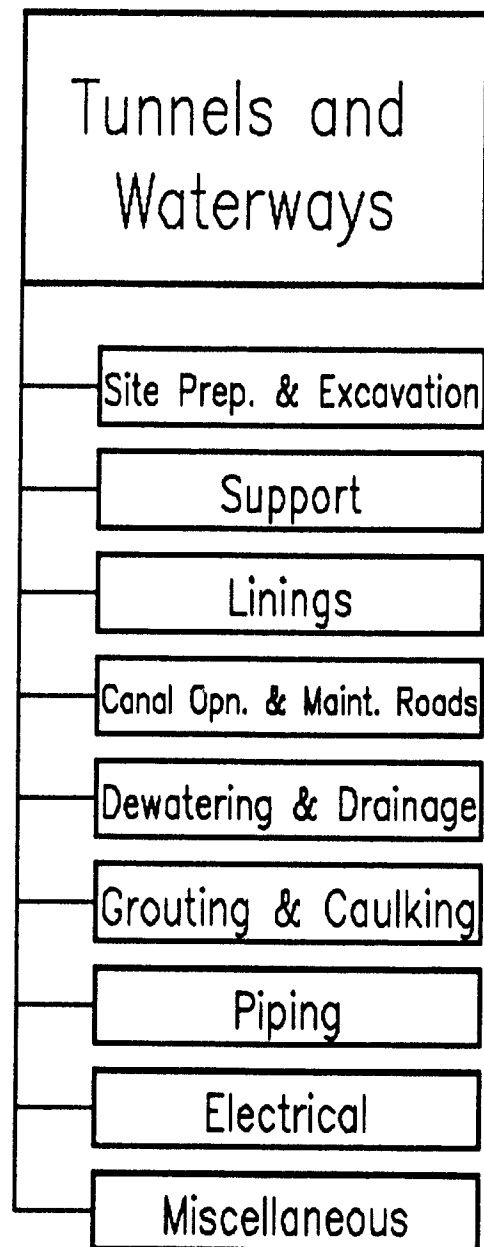 Tunnels and
Waterways
Site Prep. & Excavation
Support
Linings
Canal Opn. & Maint. Roads
Dewatering & Drainage
Grouting & Caulking
Piping
Electrical
Miscellaneous